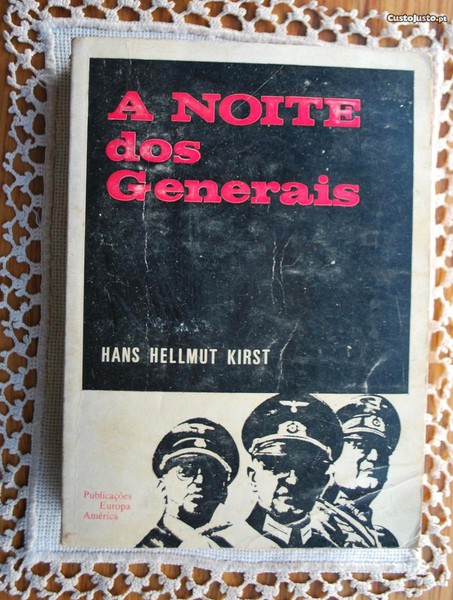 CustoJusto.pt
A NOITE
dos
Generais
HANS HELLMUT KIRST
Publicações
Europa
América